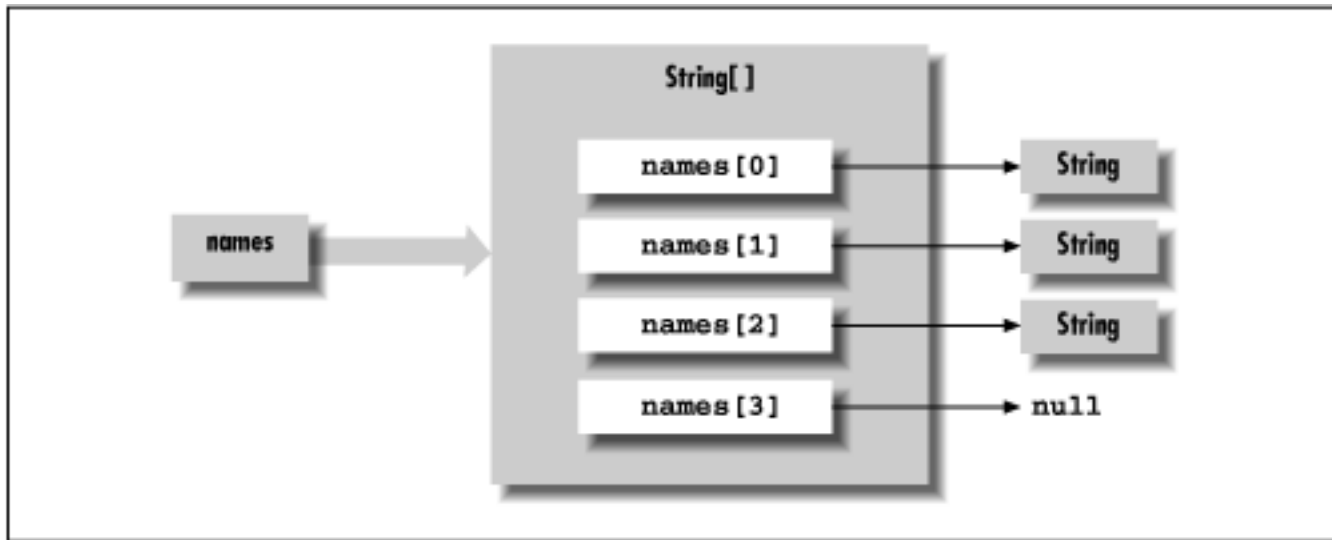 String[ ]
names[0] String
names names[1] String
names[2] String
names[3] null